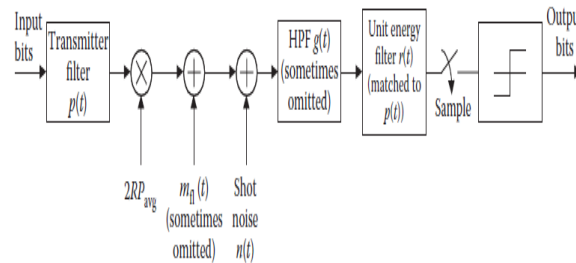 Input
bits
Transmitter
filter
p(t)
2RP_avg
m_fl (t)
(sometimes
omitted)
Shot
noise
n(t)
HPF g(t)
(sometimes
omitted)
Unit energy
filter r(t)
(matched to
p(t))
Sample
Output
bits